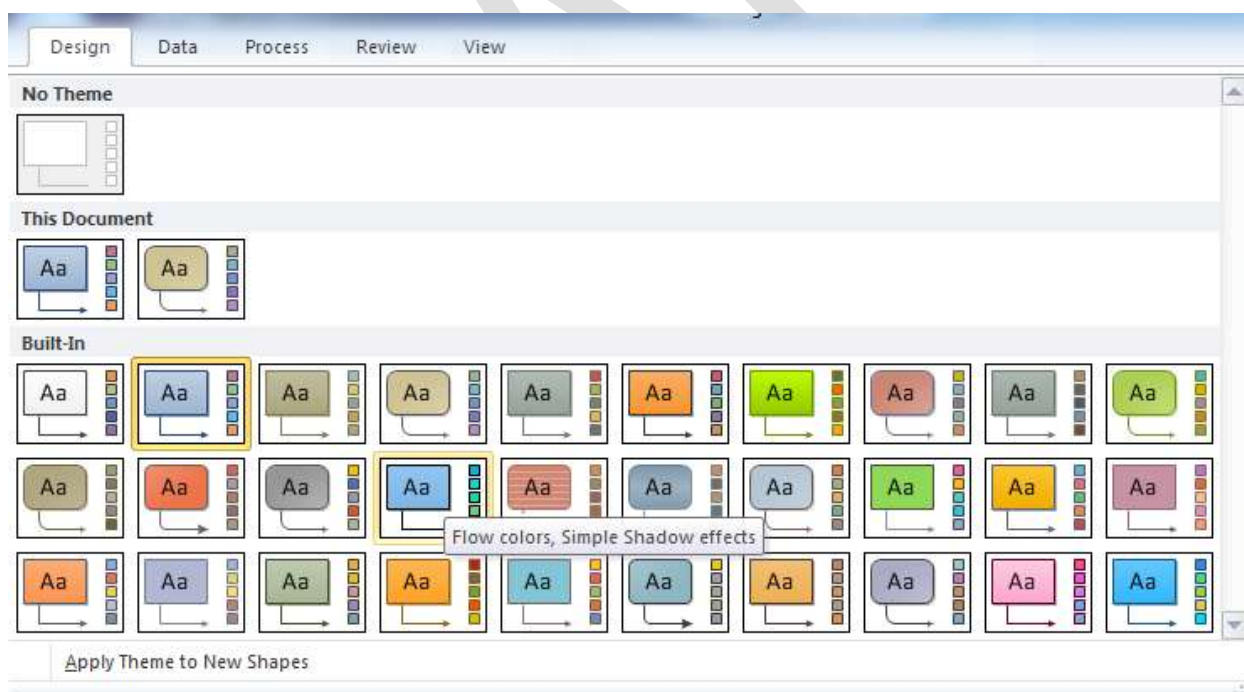 Design Data Process Review View
No Theme
This Document
Aa Aa
Built-In
Aa Aa Aa Aa Aa Aa Aa Aa Aa Aa
Aa Aa Aa Aa Aa Aa Aa Aa Aa Aa
Flow colors, Simple Shadow effects
Aa Aa Aa Aa Aa Aa Aa Aa Aa Aa
Apply Theme to New Shapes